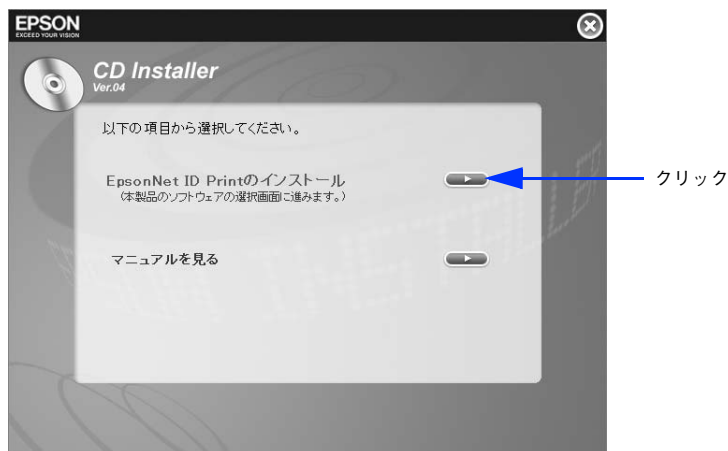 EPSON
EXCEED YOUR VISION
CD Installer
Ver.04
以下の項目から選択してください。
EpsonNet ID Printのインストール
(本製品のソフトウェアの選択画面に進みます。)
クリック
マニュアルを見る